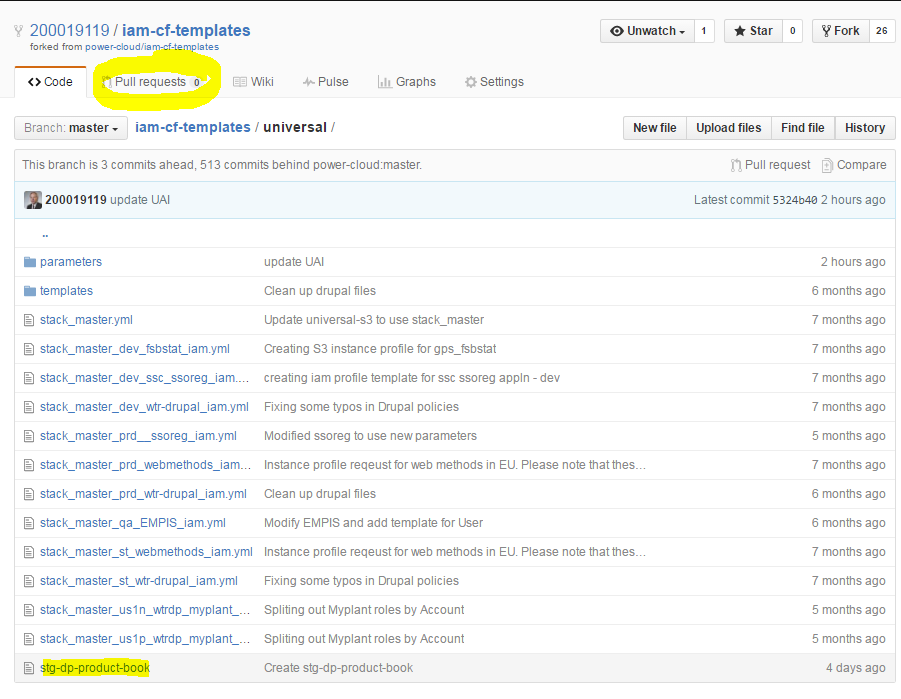 200019119 / iam-cf-templates
forked from power-cloud/iam-cf-templates
Unwatch 1 Star 0 Fork 26
Code Pull requests 0 Wiki Pulse Graphs Settings
Branch: master iam-cf-templates / universal / New file Upload files Find file History
This branch is 3 commits ahead, 513 commits behind power-cloud:master. Pull request Compare
200019119 update UAI Latest commit 5324b40 2 hours ago
..
parameters update UAI 2 hours ago
templates Clean up drupal files 6 months ago
stack_master.yml Update universal-s3 to use stack_master 7 months ago
stack_master_dev_fsbstat_iam.yml Creating S3 instance profile for gps_fsbstat 7 months ago
stack_master_dev_ssc_ssoreg_iam.... creating iam profile template for ssc ssoreg appln - dev 7 months ago
stack_master_dev_wtr-drupal_iam.yml Fixing some typos in Drupal policies 7 months ago
stack_master_prd__ssoreg_iam.yml Modified ssoreg to use new parameters 5 months ago
stack_master_prd_webmethods_iam... Instance profile reqeust for web methods in EU. Please note that thes... 7 months ago
stack_master_prd_wtr-drupal_iam.yml Clean up drupal files 6 months ago
stack_master_qa_EMPIS_iam.yml Modify EMPIS and add template for User 6 months ago
stack_master_st_webmethods_iam.yml Instance profile reqeust for web methods in EU. Please note that thes... 7 months ago
stack_master_st_wtr-drupal_iam.yml Fixing some typos in Drupal policies 7 months ago
stack_master_us1n_wtrdp_myplant_... Spliting out Myplant roles by Account 5 months ago
stack_master_us1p_wtrdp_myplant_... Spliting out Myplant roles by Account 5 months ago
stg-dp-product-book Create stg-dp-product-book 4 days ago